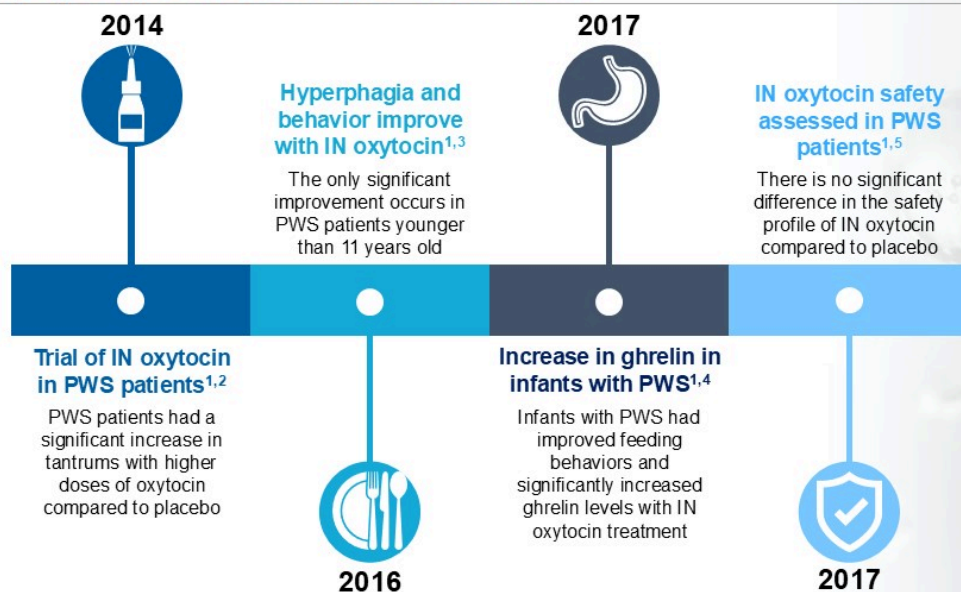 2014
Trial of IN oxytocin
in PWS patients1,2
PWS patients had a
significant increase in
tantrums with higher
doses of oxytocin
compared to placebo
Hyperphagia and
behavior improve
with IN oxytocin1,3
The only significant
improvement occurs in
PWS patients younger
than 11 years old
2016
2017
Increase in ghrelin in
infants with PWS1,4
Infants with PWS had
improved feeding
behaviors and
significantly increased
ghrelin levels with IN
oxytocin treatment
IN oxytocin safety
assessed in PWS
patients1,5
There is no significant
difference in the safety
profile of IN oxytocin
compared to placebo
2017